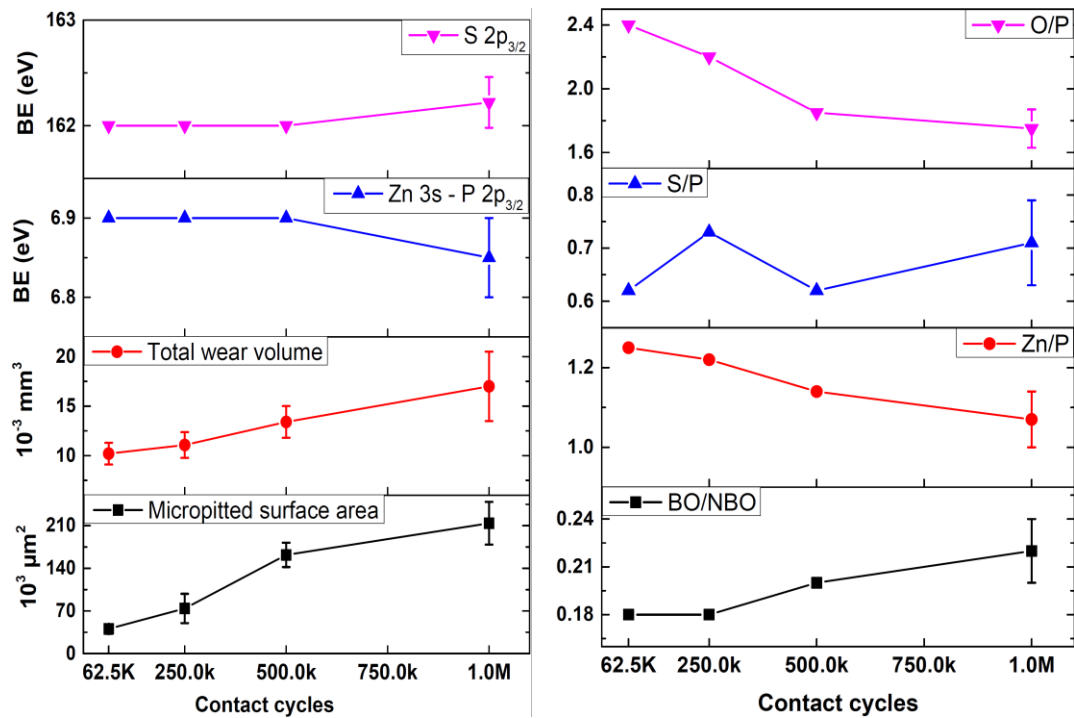 163
S 2p3/2
BE (eV)
162
Zn 3s - P 2p3/2
BE (eV)
6.9
6.8
Total wear volume
10-3 mm3
20
15
10
Micropitted surface area
103 µm2
210
140
70
0
62.5K 250.0k 500.0k 750.0k 1.0M
Contact cycles
2.4
O/P
2.0
1.6
S/P
0.8
0.7
0.6
Zn/P
1.2
1.0
BO/NBO
0.24
0.21
0.18
62.5K 250.0k 500.0k 750.0k 1.0M
Contact cycles